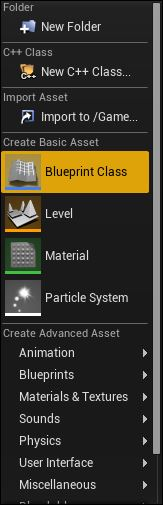 Folder
New Folder
C++ Class
New C++ Class...
Import Asset
Import to /Game...
Create Basic Asset
Blueprint Class
Level
Material
Particle System
Create Advanced Asset
Animation
Blueprints
Materials & Textures
Sounds
Physics
User Interface
Miscellaneous